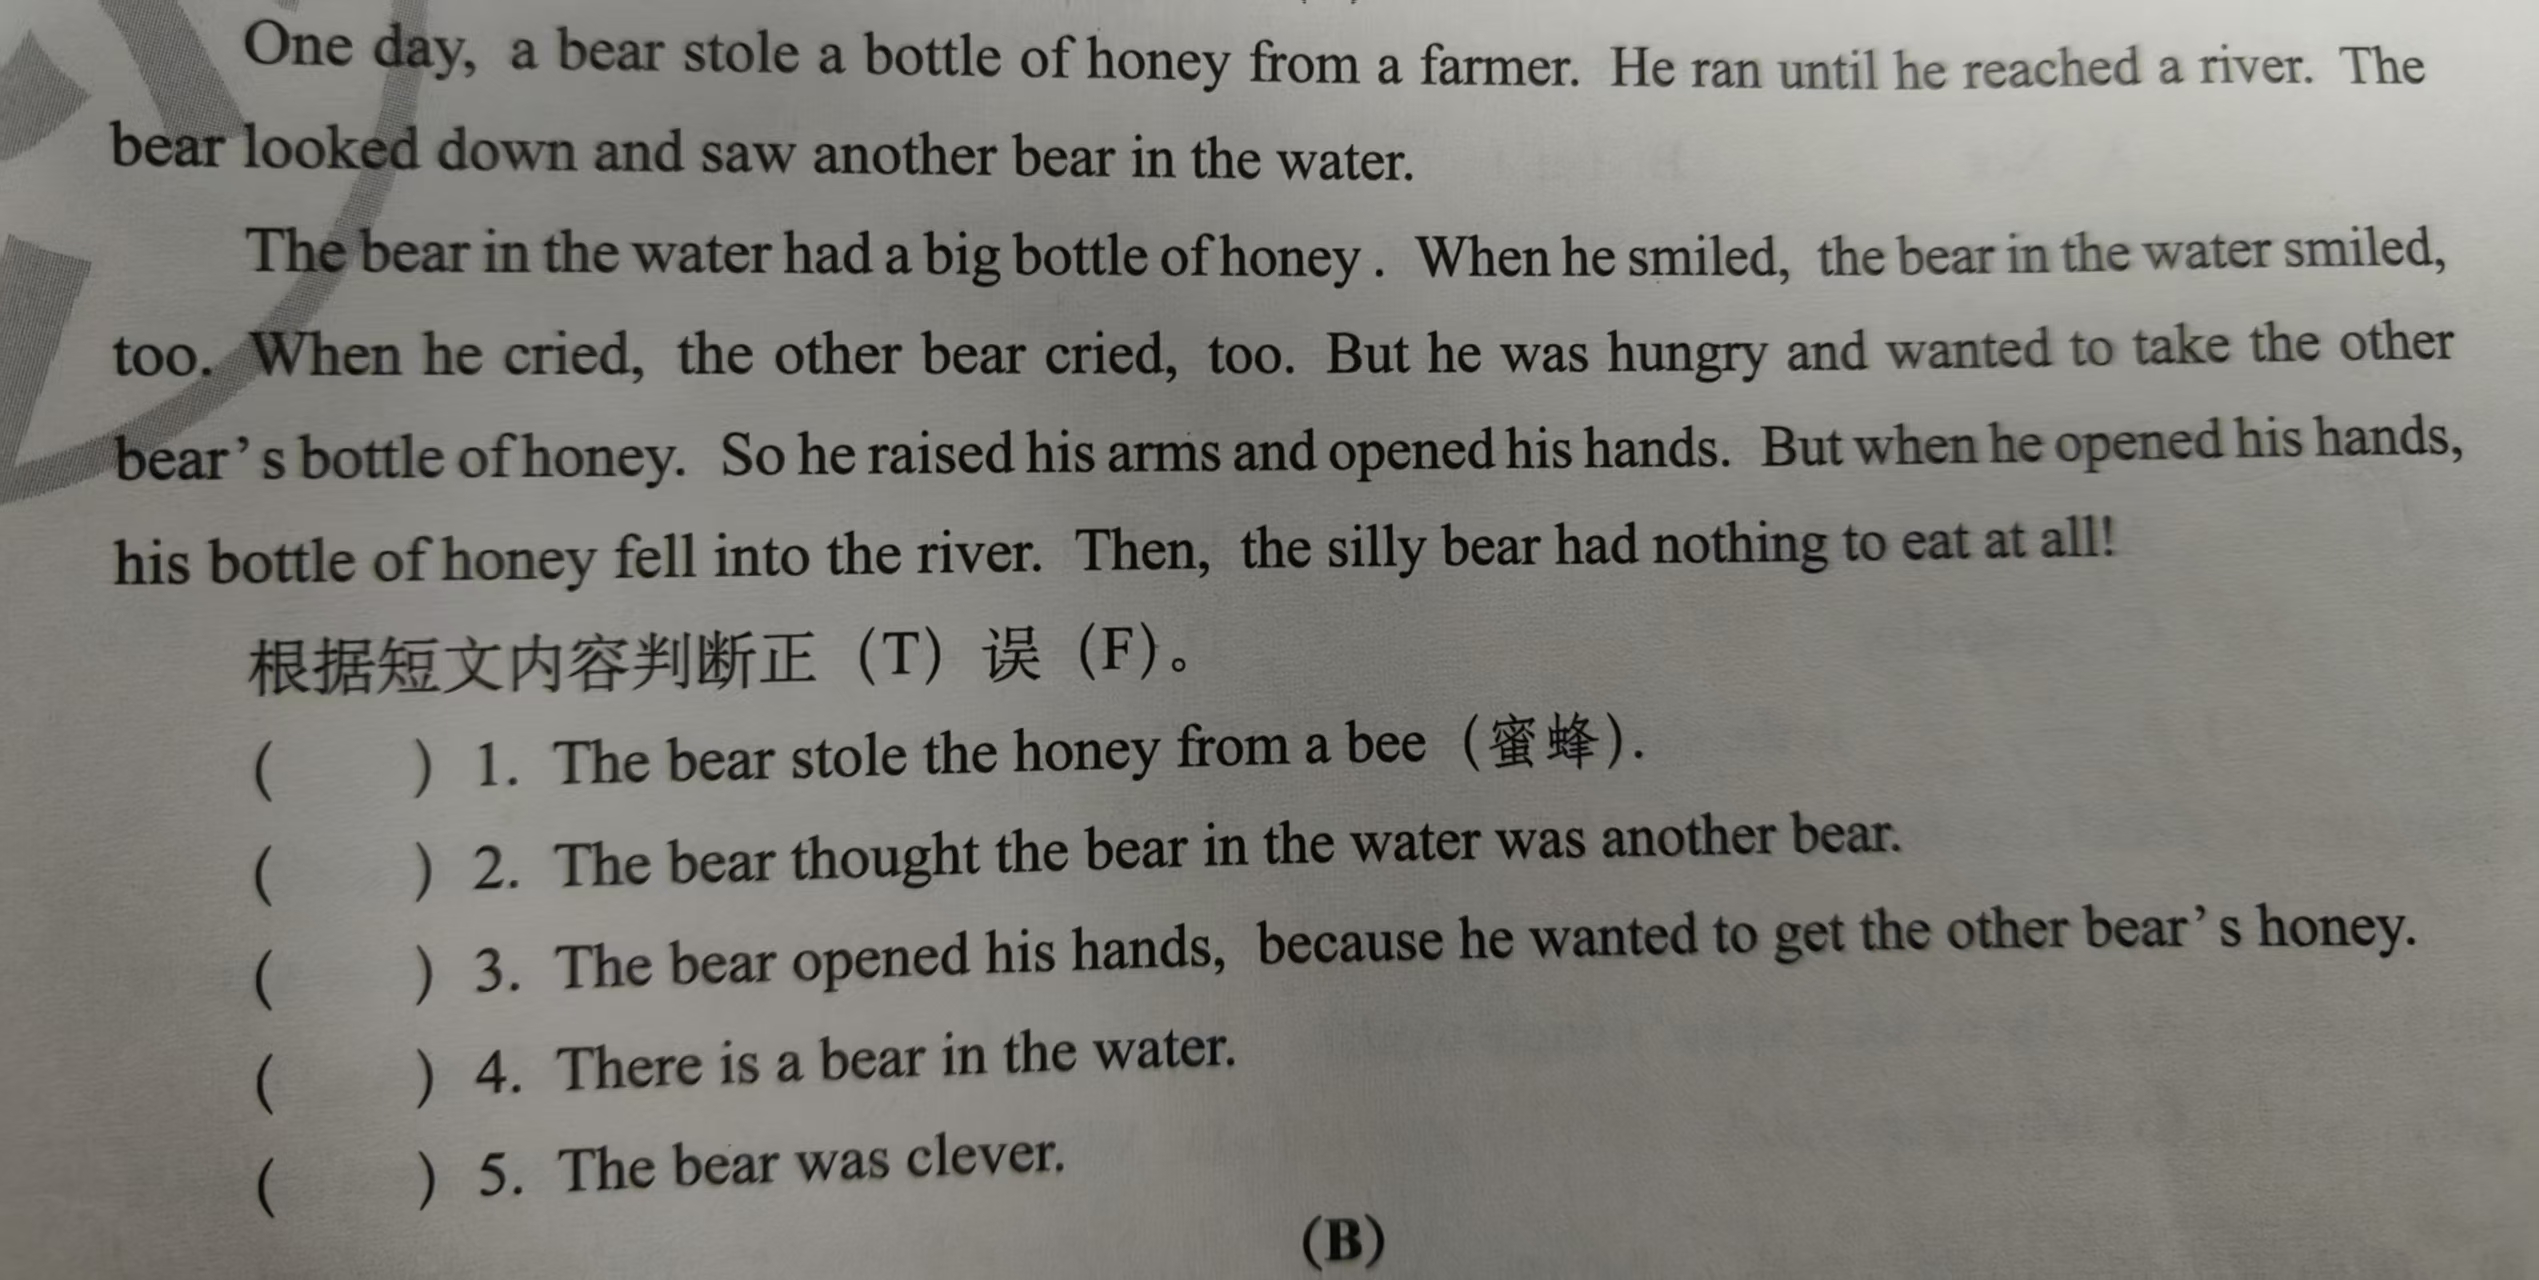 One day, a bear stole a bottle of honey from a farmer. He ran until he reached a river. The
bear looked down and saw another bear in the water.
The bear in the water had a big bottle of honey. When he smiled, the bear in the water smiled,
too. When he cried, the other bear cried, too. But he was hungry and wanted to take the other
bear’s bottle of honey. So he raised his arms and opened his hands. But when he opened his hands,
his bottle of honey fell into the river. Then, the silly bear had nothing to eat at all!
根据短文内容判断正（T）误（F）。
(    ) 1. The bear stole the honey from a bee（蜜蜂）.
(    ) 2. The bear thought the bear in the water was another bear.
(    ) 3. The bear opened his hands, because he wanted to get the other bear’s honey.
(    ) 4. There is a bear in the water.
(    ) 5. The bear was clever.
(B)